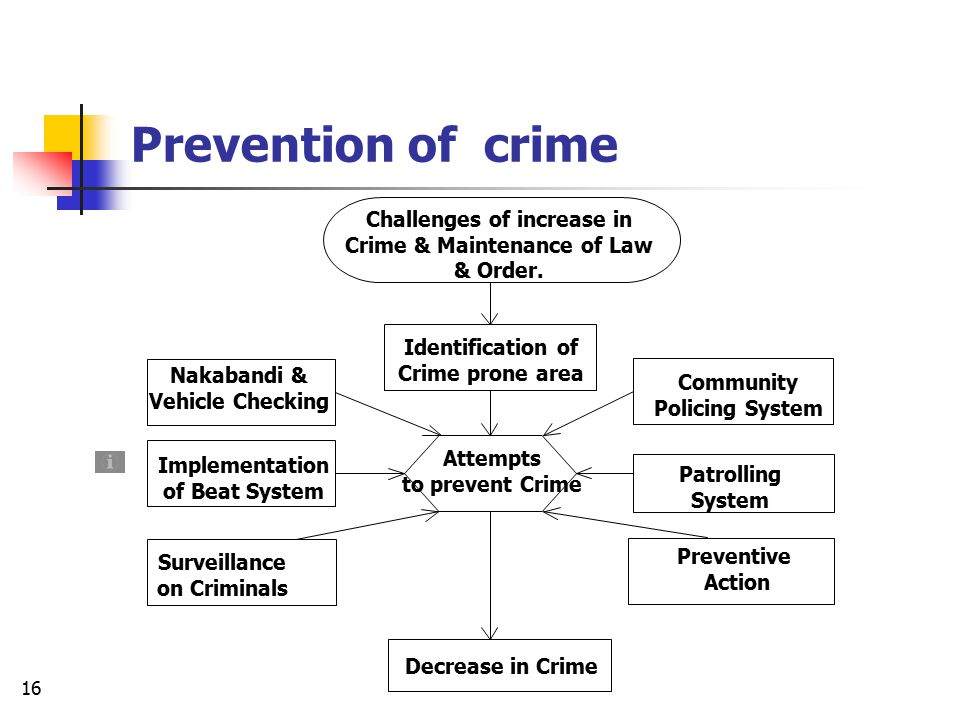 Prevention of crime
Challenges of increase in
Crime & Maintenance of Law
& Order.
Identification of
Crime prone area
Nakabandi &
Vehicle Checking
Community
Policing System
Implementation
of Beat System
Attempts
to prevent Crime
Patrolling
System
Surveillance
on Criminals
Preventive
Action
Decrease in Crime
16
i